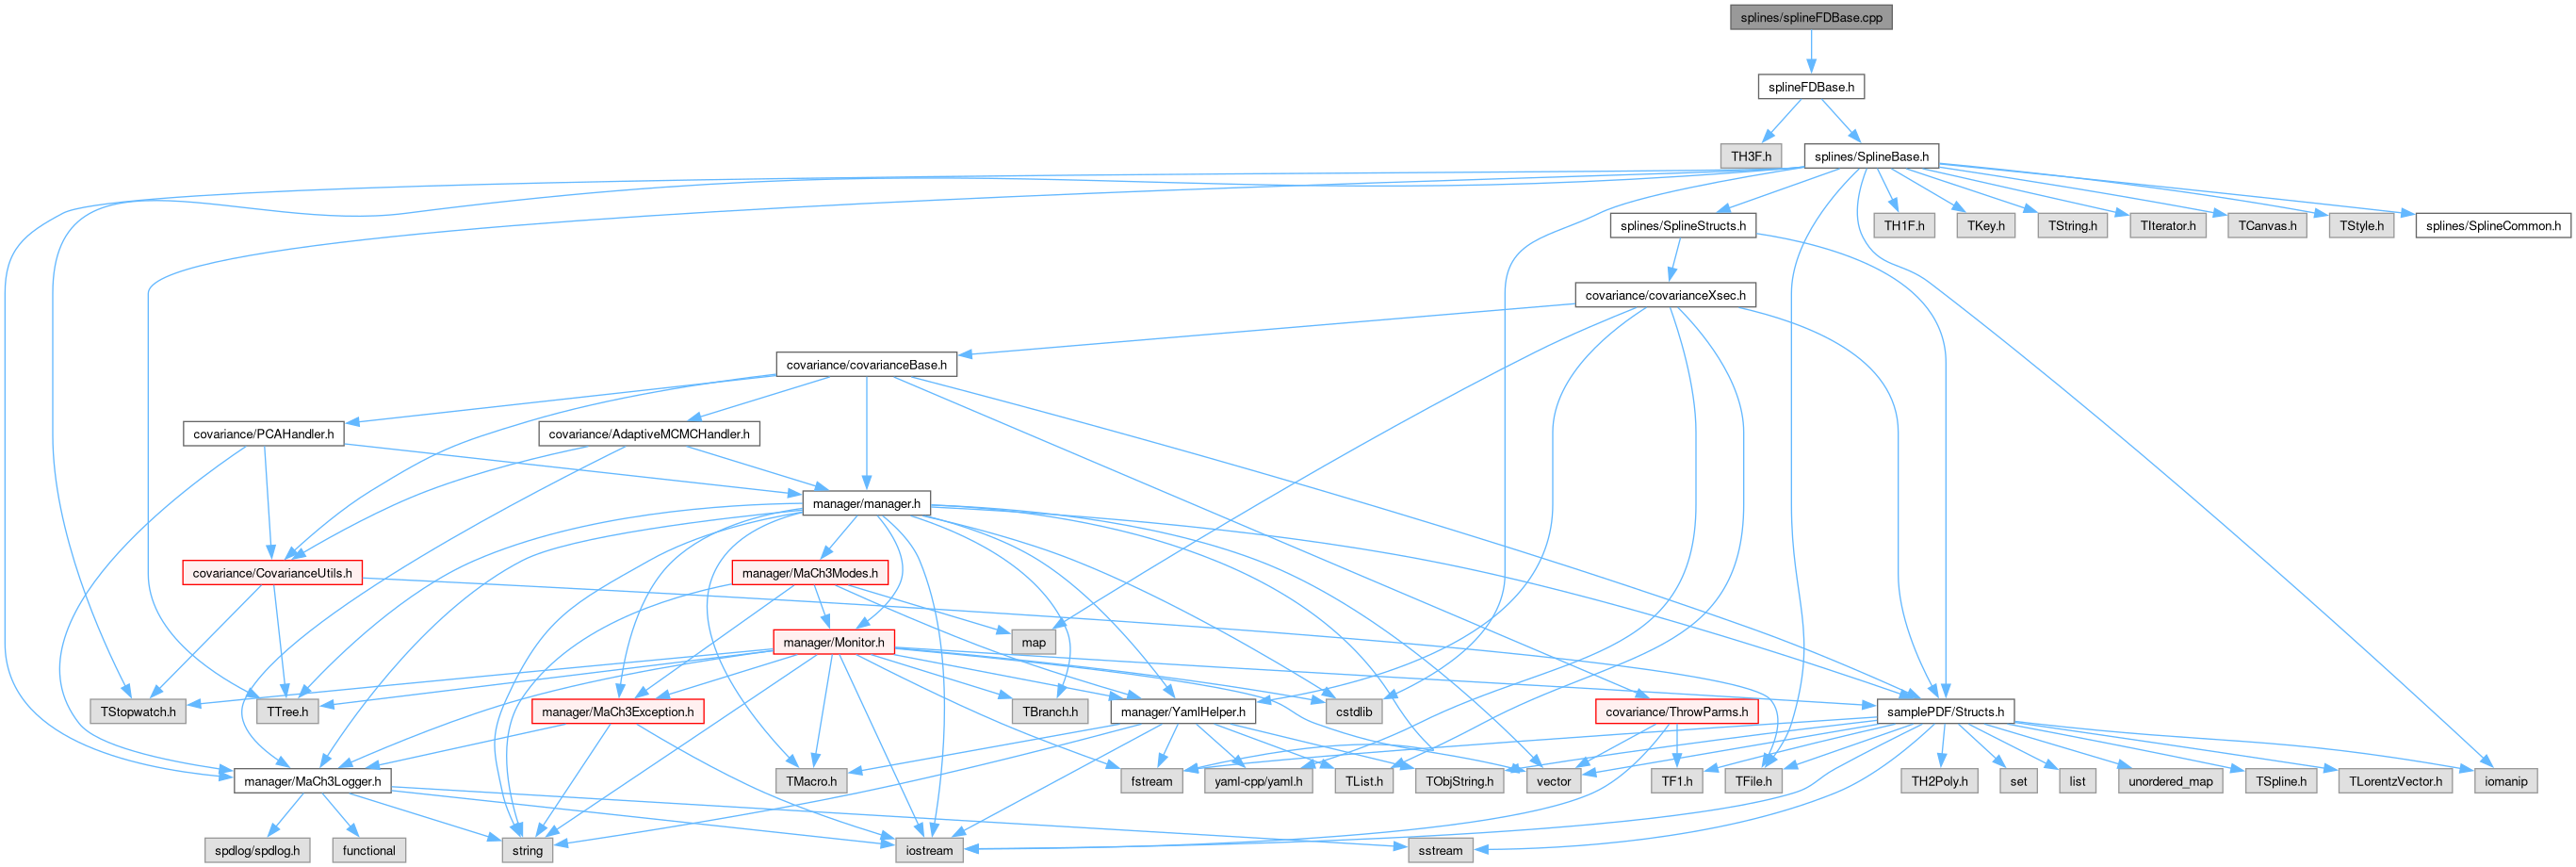 splines/splineFDBase.cpp
splineFDBase.h
TH3F.h
splines/SplineBase.h
splines/SplineStructs.h
TH1F.h
TKey.h
TString.h
TIterator.h
TCanvas.h
TStyle.h
splines/SplineCommon.h
covariance/covarianceXsec.h
covariance/covarianceBase.h
covariance/PCAHandler.h
covariance/AdaptiveMCMCHandler.h
manager/manager.h
covariance/CovarianceUtils.h
manager/MaCh3Modes.h
manager/Monitor.h
map
TStopwatch.h
TTree.h
manager/MaCh3Exception.h
TBranch.h
manager/YamlHelper.h
cstdlib
covariance/ThrowParms.h
samplePDF/Structs.h
manager/MaCh3Logger.h
TMacro.h
fstream
yaml-cpp/yaml.h
TList.h
TObjString.h
vector
TF1.h
TFile.h
TH2Poly.h
set
list
unordered_map
TSpline.h
TLorentzVector.h
iomanip
spdlog/spdlog.h
functional
string
iostream
sstream